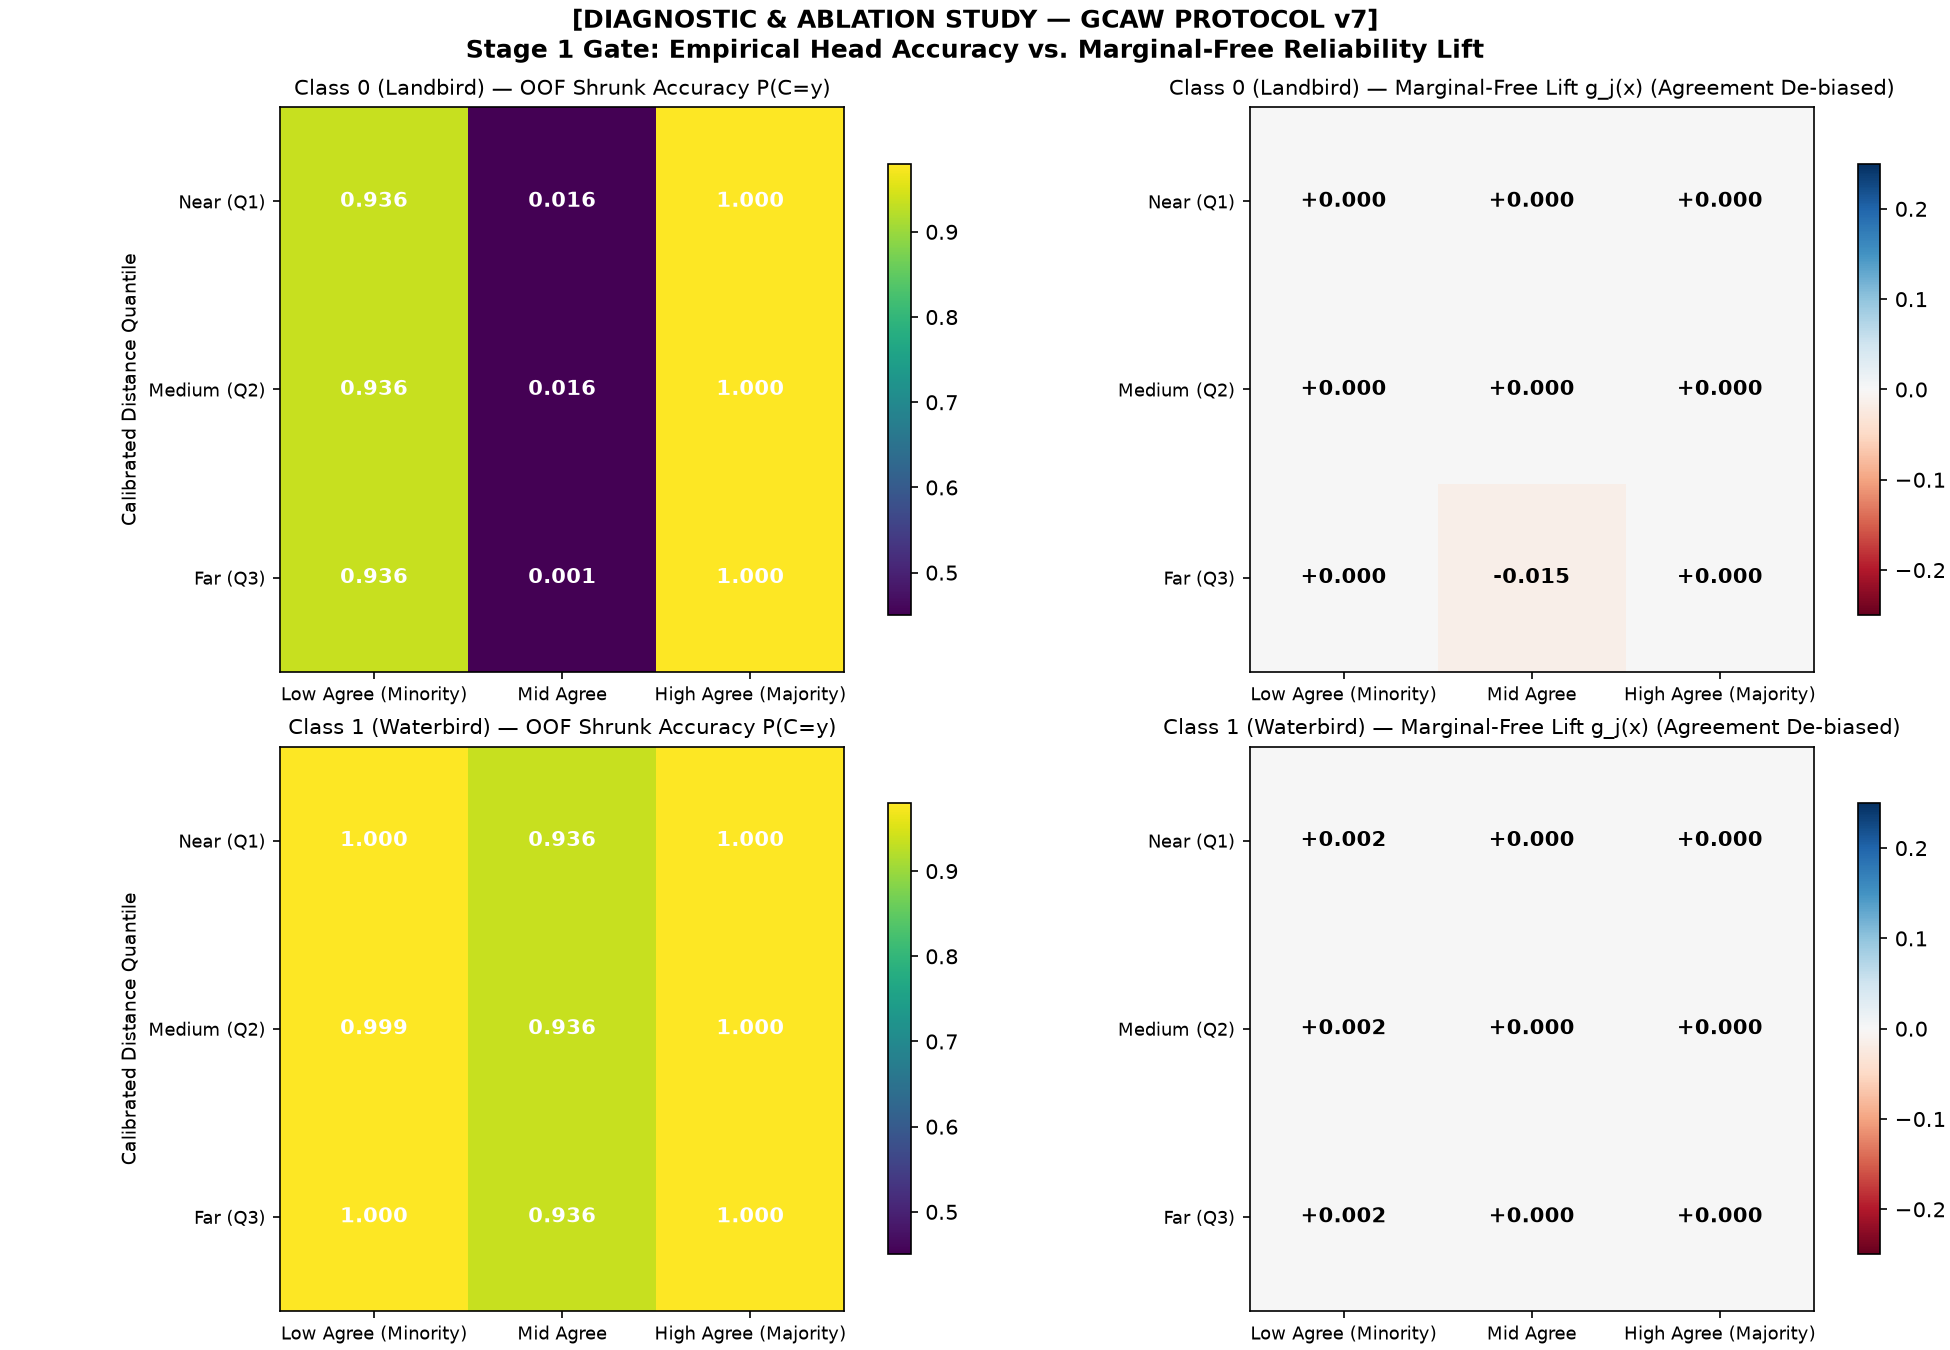 [DIAGNOSTIC & ABLATION STUDY — GCAW PROTOCOL v7]
Stage 1 Gate: Empirical Head Accuracy vs. Marginal-Free Reliability Lift
Class 0 (Landbird) — OOF Shrunk Accuracy P(C=y)
Calibrated Distance Quantile
Near (Q1)
0.936
0.016
1.000
Medium (Q2)
0.936
0.016
1.000
Far (Q3)
0.936
0.001
1.000
Low Agree (Minority)
Mid Agree
High Agree (Majority)
0.9
0.8
0.7
0.6
0.5
Class 0 (Landbird) — Marginal-Free Lift g_j(x) (Agreement De-biased)
Near (Q1)
+0.000
+0.000
+0.000
Medium (Q2)
+0.000
+0.000
+0.000
Far (Q3)
+0.000
-0.015
+0.000
Low Agree (Minority)
Mid Agree
High Agree (Majority)
0.2
0.1
0.0
−0.1
−0.2
Class 1 (Waterbird) — OOF Shrunk Accuracy P(C=y)
Calibrated Distance Quantile
Near (Q1)
1.000
0.936
1.000
Medium (Q2)
0.999
0.936
1.000
Far (Q3)
1.000
0.936
1.000
Low Agree (Minority)
Mid Agree
High Agree (Majority)
0.9
0.8
0.7
0.6
0.5
Class 1 (Waterbird) — Marginal-Free Lift g_j(x) (Agreement De-biased)
Near (Q1)
+0.002
+0.000
+0.000
Medium (Q2)
+0.002
+0.000
+0.000
Far (Q3)
+0.002
+0.000
+0.000
Low Agree (Minority)
Mid Agree
High Agree (Majority)
0.2
0.1
0.0
−0.1
−0.2